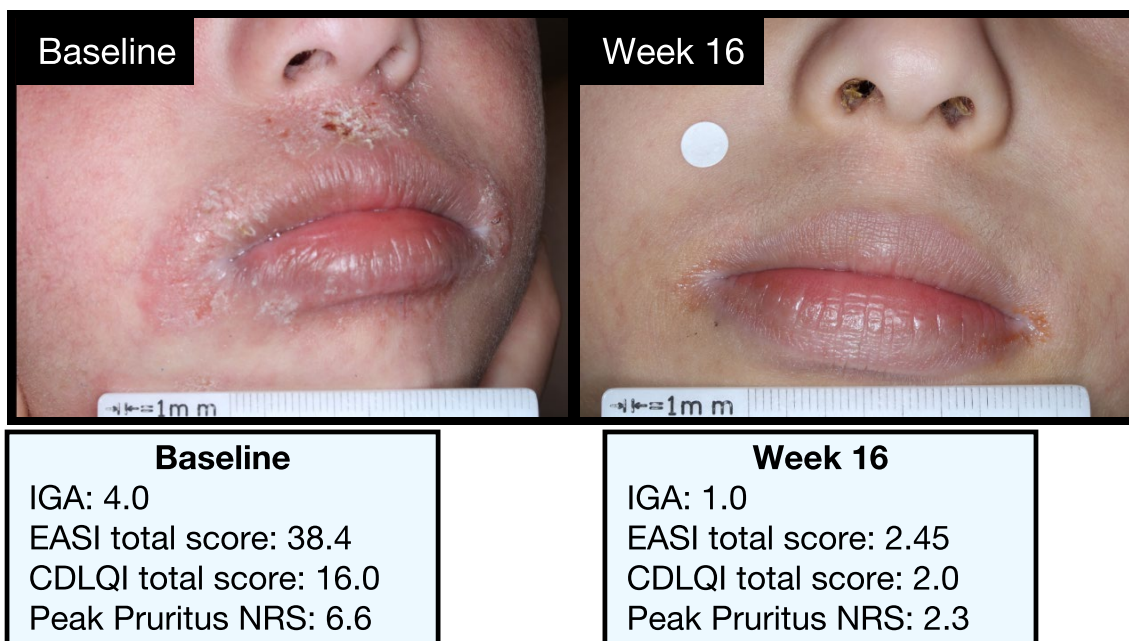 Baseline
Week 16
=1m m
=1m m
Baseline
IGA: 4.0
EASI total score: 38.4
CDLQI total score: 16.0
Peak Pruritus NRS: 6.6
Week 16
IGA: 1.0
EASI total score: 2.45
CDLQI total score: 2.0
Peak Pruritus NRS: 2.3